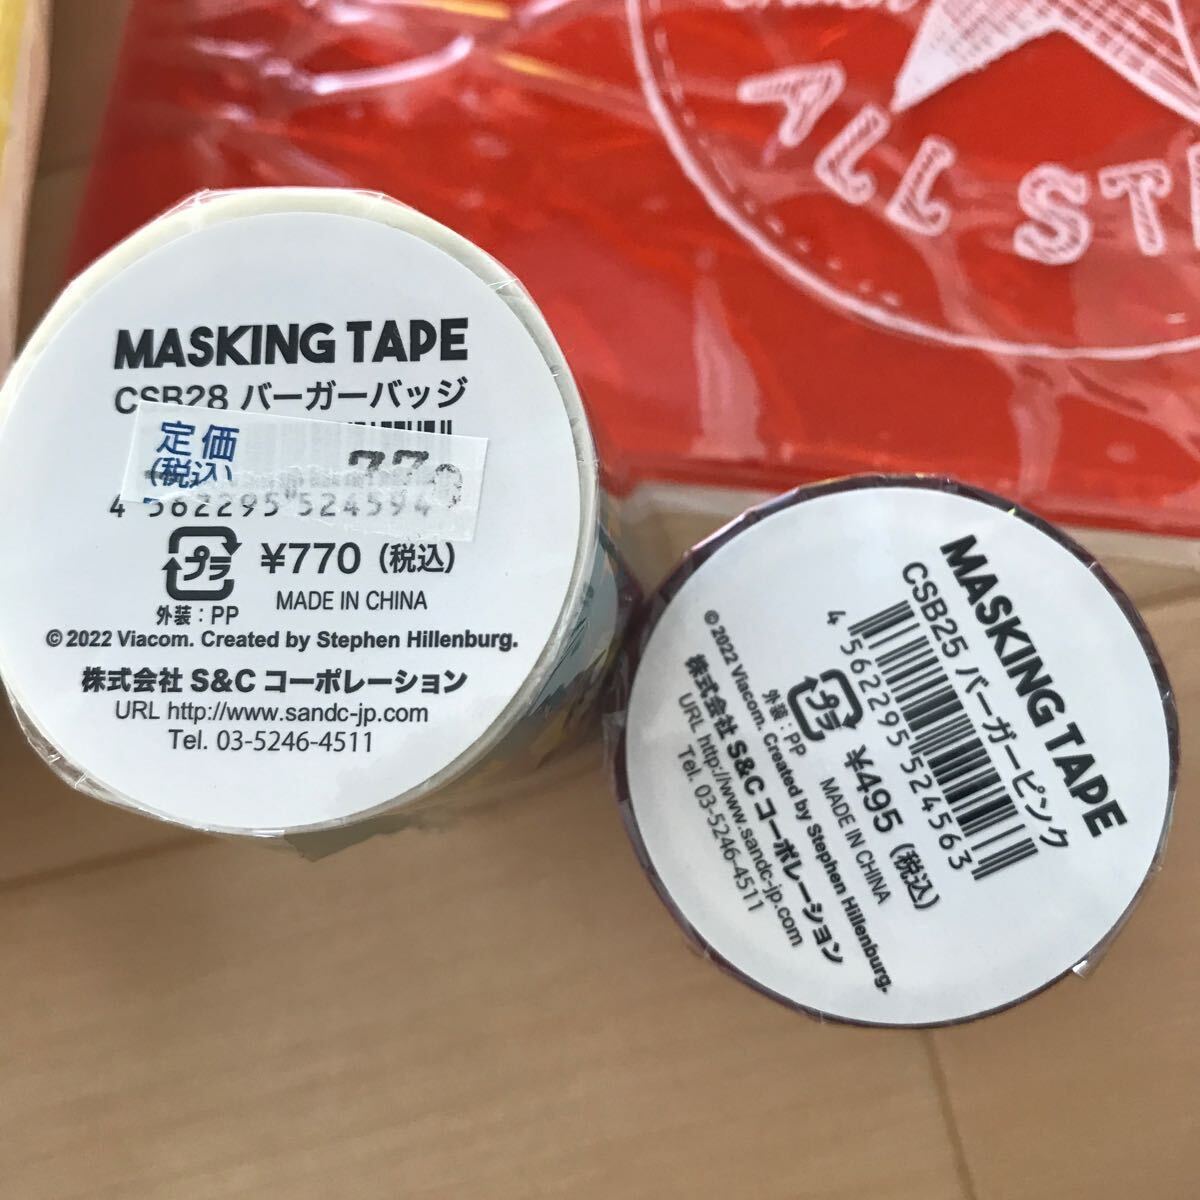 ALL ST
MASKING TAPE
CSB28 バーガーバッジ
定価
(税込)
4 562295 524594
¥770 (税込)
プラ
外装：PP
MADE IN CHINA
© 2022 Viacom. Created by Stephen Hillenburg.
株式会社 S&C コーポレーション
URL http://www.sandc-jp.com
Tel. 03-5246-4511
MASKING TAPE
CSB25 バーガーピンク
4 562295 524563
¥495 (税込)
プラ
外装：PP
MADE IN CHINA
© 2022 Viacom. Created by Stephen Hillenburg.
株式会社 S&C コーポレーション
URL http://www.sandc-jp.com
Tel. 03-5246-4511